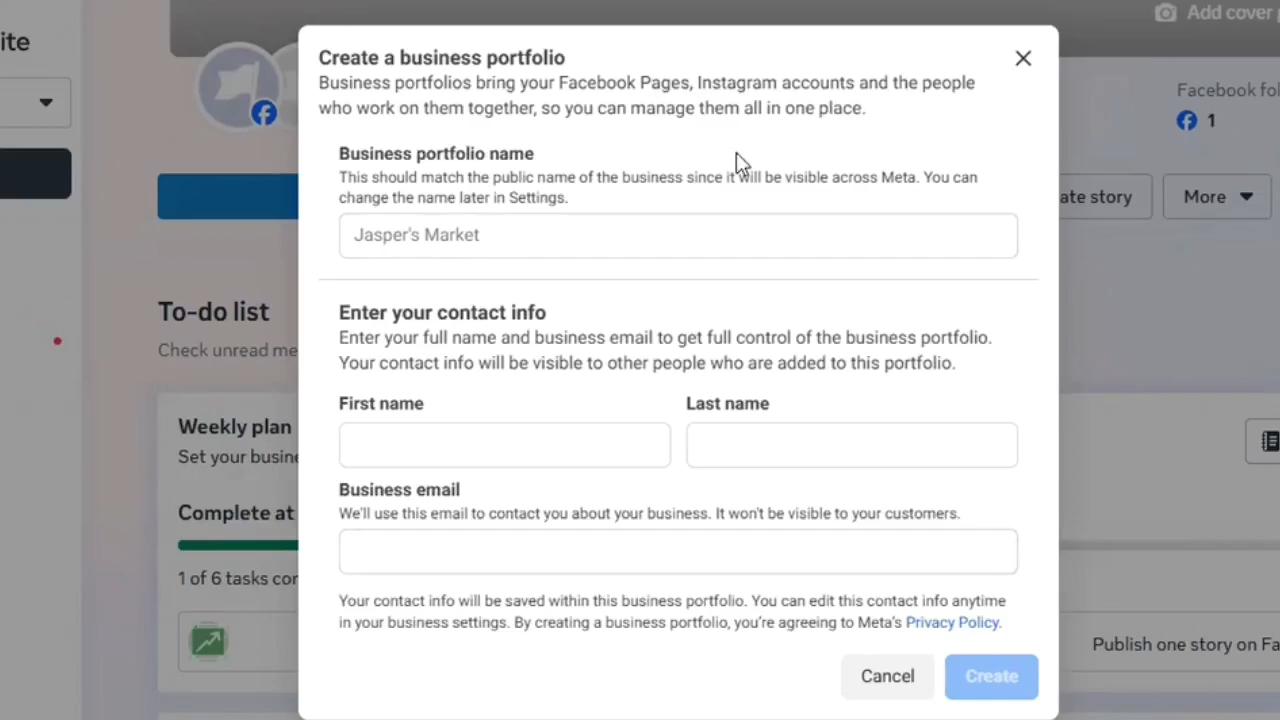 ite
Add cover
Create a business portfolio
Business portfolios bring your Facebook Pages, Instagram accounts and the people
who work on them together, so you can manage them all in one place.
Facebook fol
1
Business portfolio name
This should match the public name of the business since it will be visible across Meta. You can
change the name later in Settings.
ate story
More
Jasper's Market
To-do list
Check unread me
Enter your contact info
Enter your full name and business email to get full control of the business portfolio.
Your contact info will be visible to other people who are added to this portfolio.
First name
Last name
Weekly plan
Set your busine
Business email
We'll use this email to contact you about your business. It won't be visible to your customers.
Complete at
1 of 6 tasks con
Your contact info will be saved within this business portfolio. You can edit this contact info anytime
in your business settings. By creating a business portfolio, you're agreeing to Meta's Privacy Policy.
Publish one story on Fa
Cancel
Create